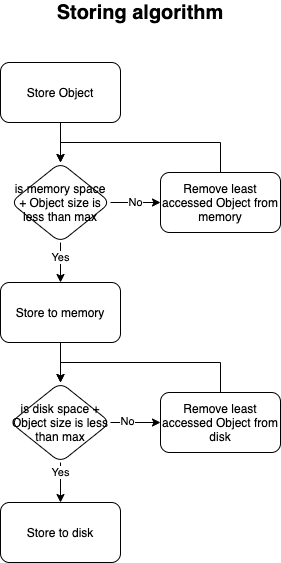 Storing algorithm
Store Object
is memory space
+ Object size is
less than max
No
Remove least
accessed Object from
memory
Yes
Store to memory
is disk space +
Object size is less
than max
No
Remove least
accessed Object from
disk
Yes
Store to disk